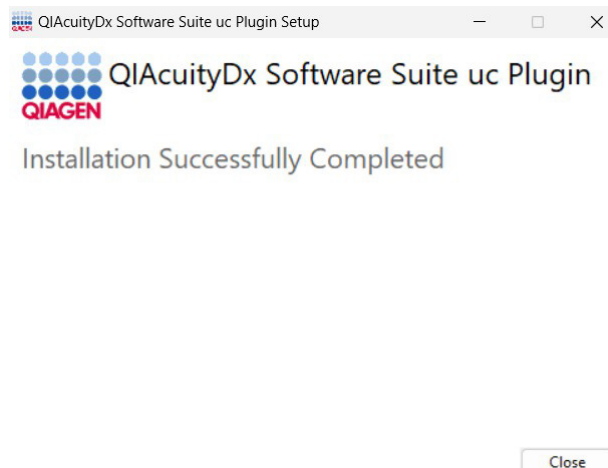 QIAcuityDx Software Suite uc Plugin Setup
QIAcuityDx Software Suite uc Plugin
QIAGEN
Installation Successfully Completed
Close